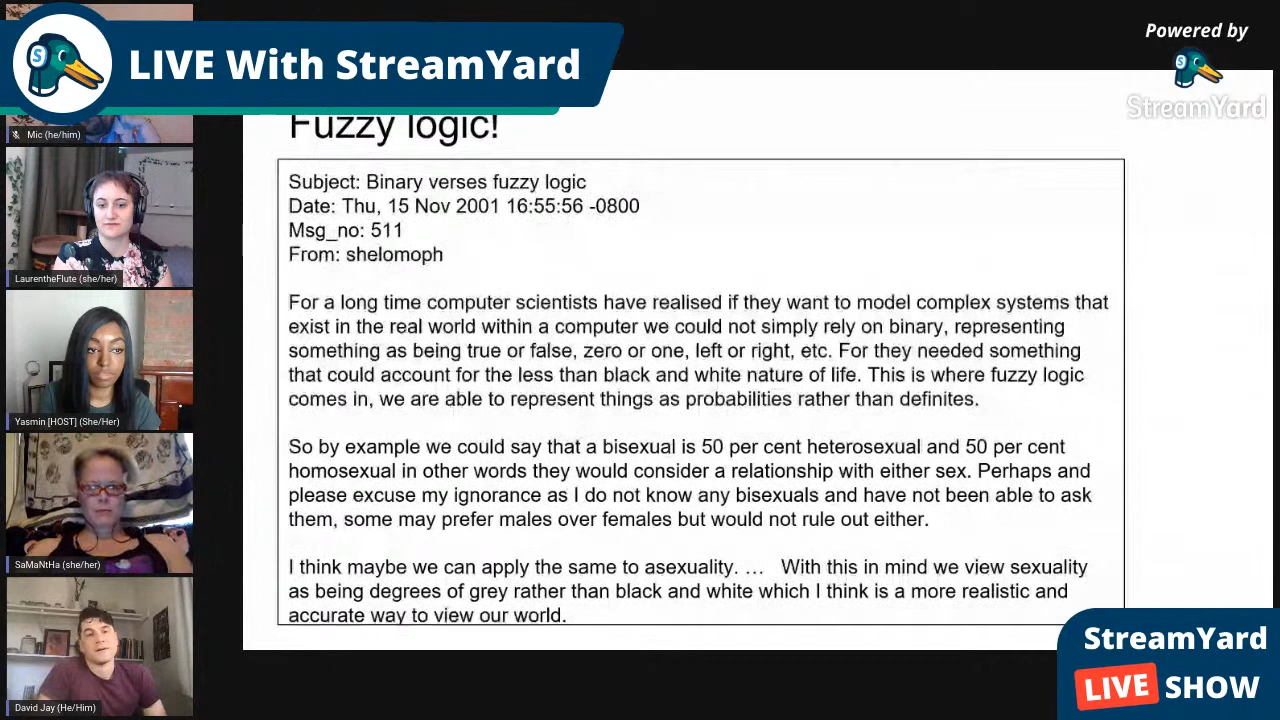 LIVE With StreamYard
Powered by
StreamYard
Mic (he/him)
LaurentheFlute (she/her)
Yasmin [HOST] (She/Her)
SaMaNtHa (she/her)
David Jay (He/Him)
Fuzzy logic!
Subject: Binary verses fuzzy logic
Date: Thu, 15 Nov 2001 16:55:56 -0800
Msg_no: 511
From: shelomoph
For a long time computer scientists have realised if they want to model complex systems that
exist in the real world within a computer we could not simply rely on binary, representing
something as being true or false, zero or one, left or right, etc. For they needed something
that could account for the less than black and white nature of life. This is where fuzzy logic
comes in, we are able to represent things as probabilities rather than definites.
So by example we could say that a bisexual is 50 per cent heterosexual and 50 per cent
homosexual in other words they would consider a relationship with either sex. Perhaps and
please excuse my ignorance as I do not know any bisexuals and have not been able to ask
them, some may prefer males over females but would not rule out either.
I think maybe we can apply the same to asexuality. … With this in mind we view sexuality
as being degrees of grey rather than black and white which I think is a more realistic and
accurate way to view our world.
StreamYard
LIVE SHOW